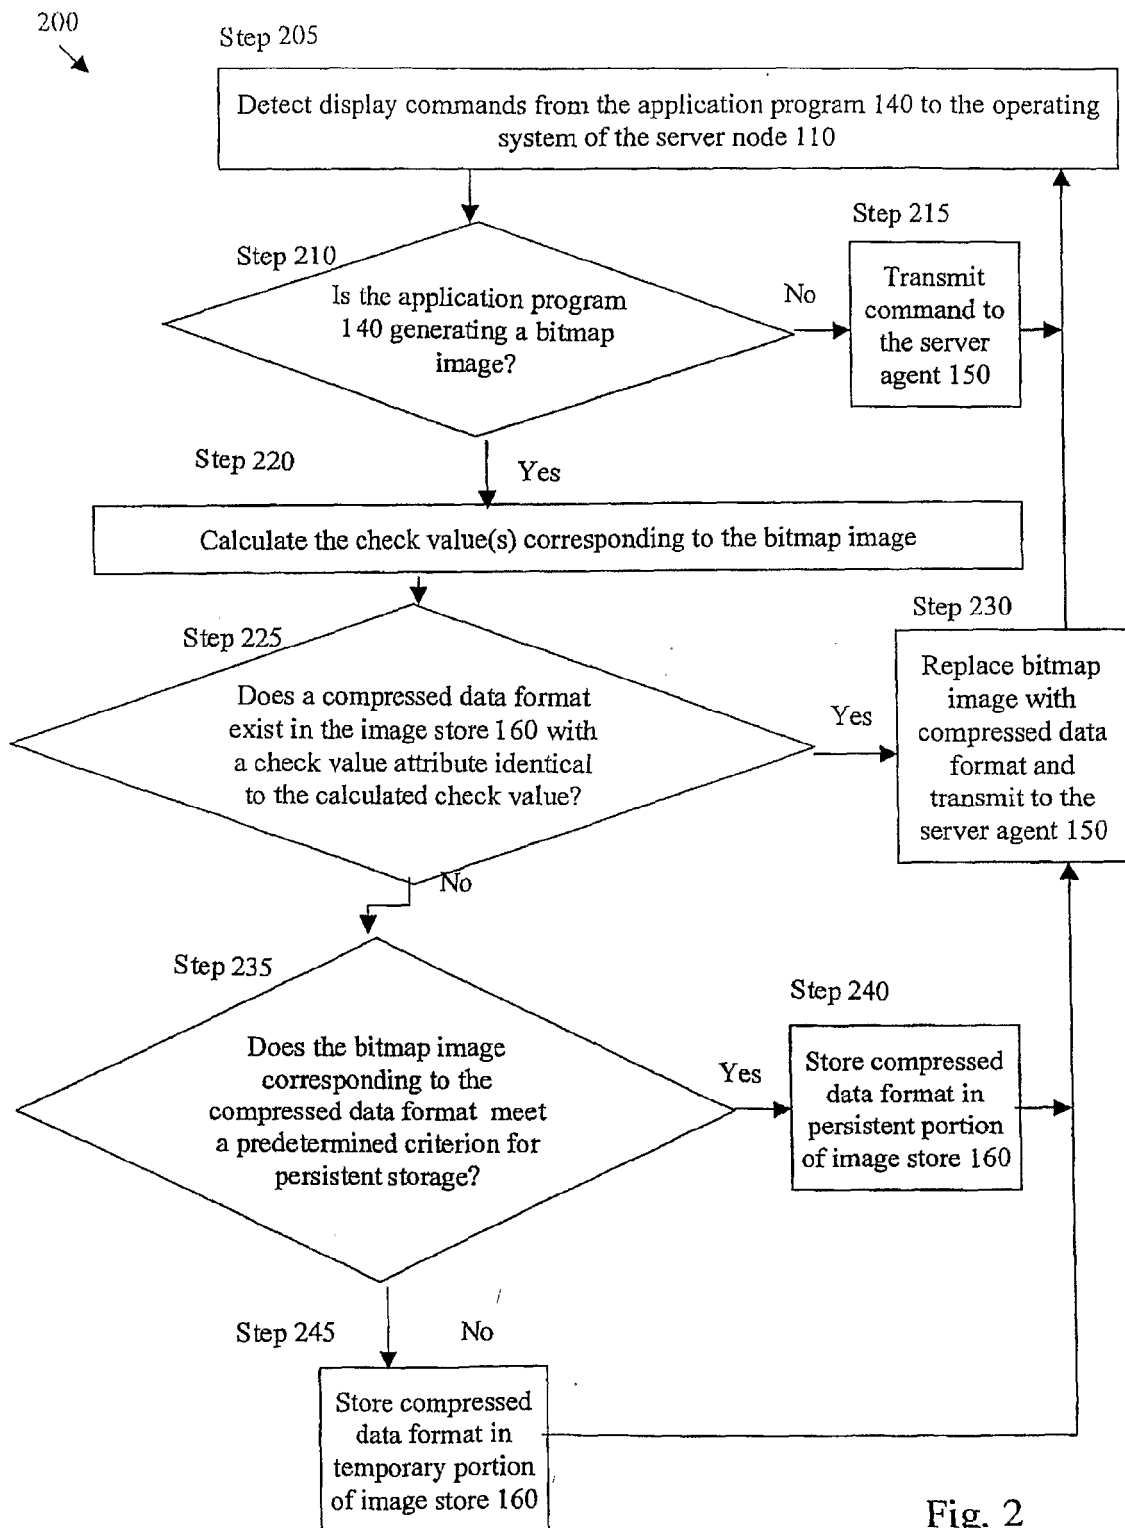 200
Step 205
Detect display commands from the application program 140 to the operating
system of the server node 110
Step 210
Is the application program
140 generating a bitmap
image?
No
Step 215
Transmit
command to
the server
agent 150
Step 220
Yes
Calculate the check value(s) corresponding to the bitmap image
Step 225
Does a compressed data format
exist in the image store 160 with
a check value attribute identical
to the calculated check value?
Yes
Step 230
Replace bitmap
image with
compressed data
format and
transmit to the
server agent 150
No
Step 235
Does the bitmap image
corresponding to the
compressed data format meet
a predetermined criterion for
persistent storage?
Yes
Step 240
Store compressed
data format in
persistent portion
of image store 160
Step 245
No
Store compressed
data format in
temporary portion
of image store 160
Fig. 2